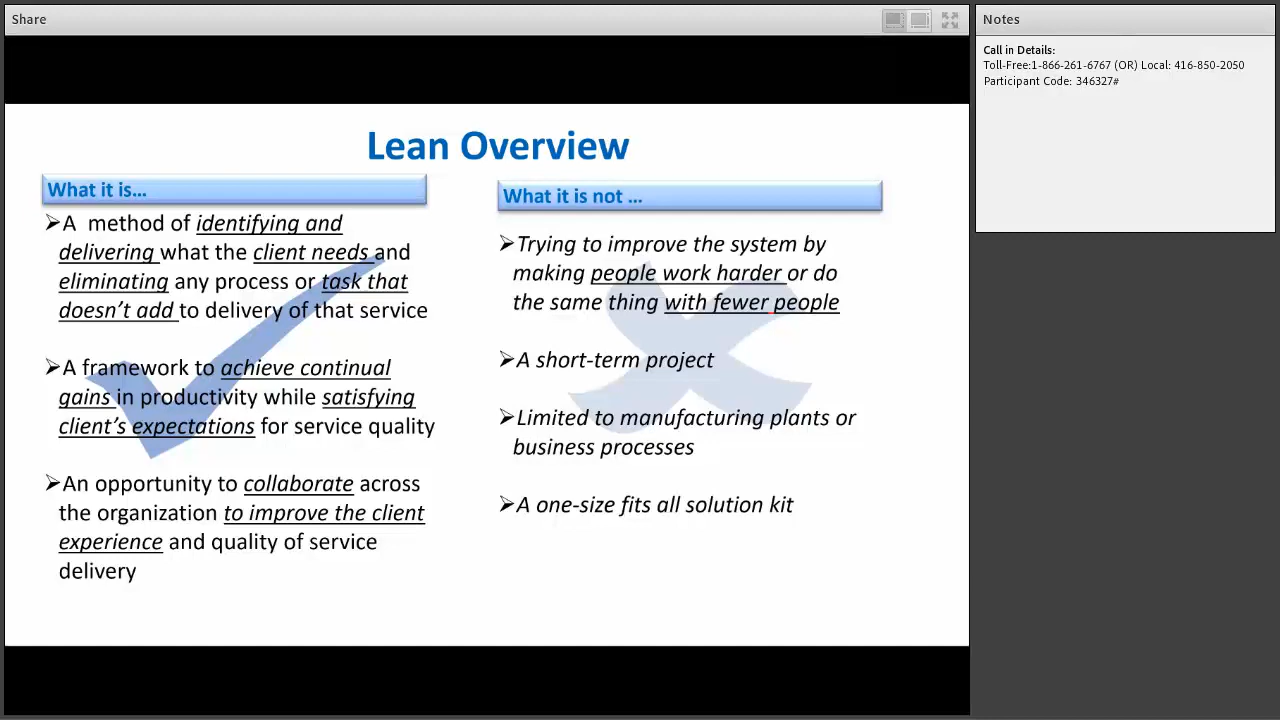 Share
Lean Overview
What it is...
➢A  method of identifying and
delivering what the client needs and
eliminating any process or task that
doesn't add to delivery of that service
➢A framework to achieve continual
gains in productivity while satisfying
client's expectations for service quality
➢An opportunity to collaborate across
the organization to improve the client
experience and quality of service
delivery
What it is not ...
➢Trying to improve the system by
making people work harder or do
the same thing with fewer people
➢A short-term project
➢Limited to manufacturing plants or
business processes
➢A one-size fits all solution kit
Notes
Call in Details:
Toll-Free:1-866-261-6767 (OR) Local: 416-850-2050
Participant Code: 346327#